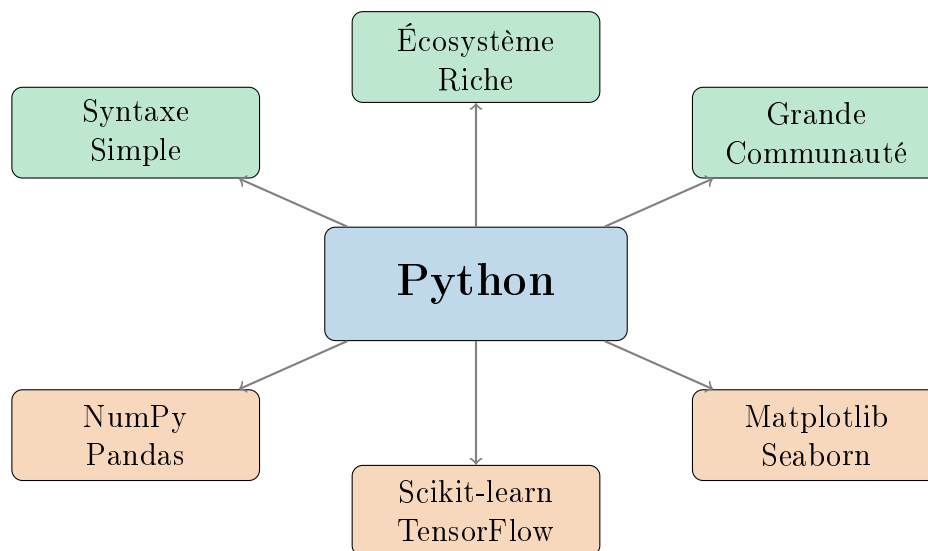 Écosystème
Riche
Syntaxe
Simple
Grande
Communauté
Python
NumPy
Pandas
Matplotlib
Seaborn
Scikit-learn
TensorFlow